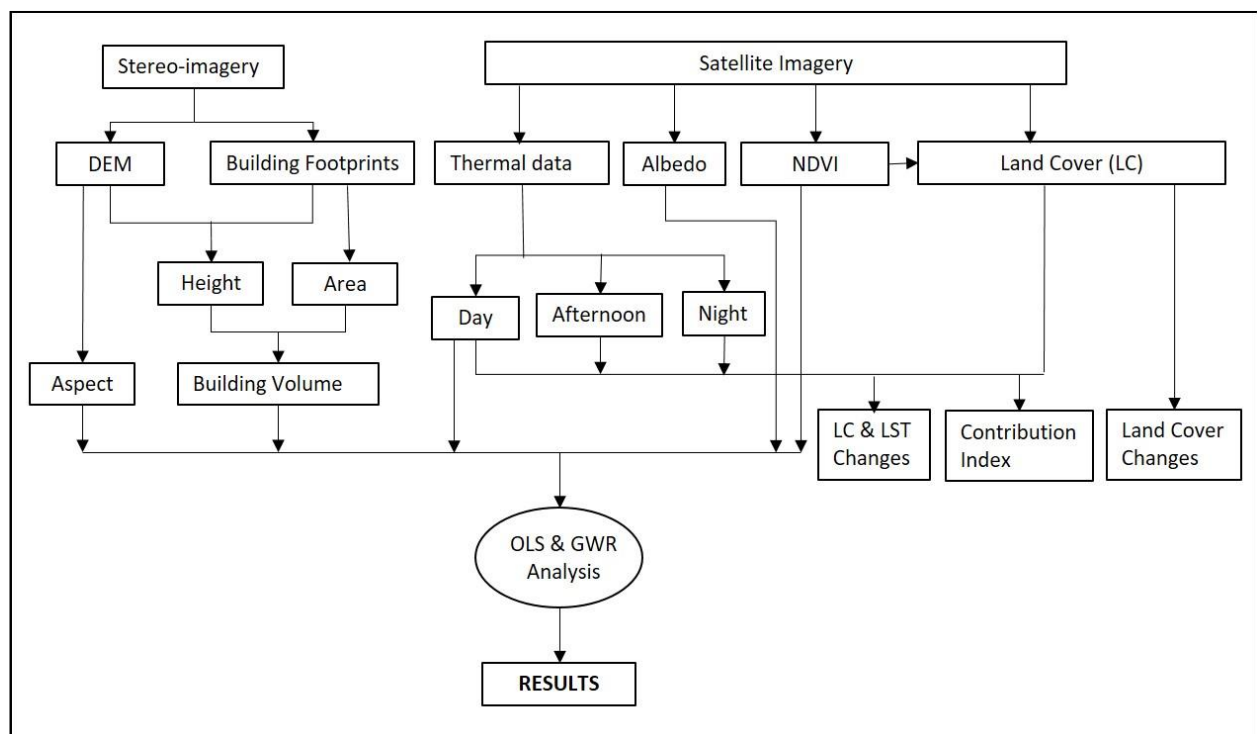 Stereo-imagery
Satellite Imagery
DEM
Building Footprints
Thermal data
Albedo
NDVI
Land Cover (LC)
Height
Area
Day
Afternoon
Night
Aspect
Building Volume
LC & LST
Changes
Contribution
Index
Land Cover
Changes
OLS & GWR
Analysis
RESULTS